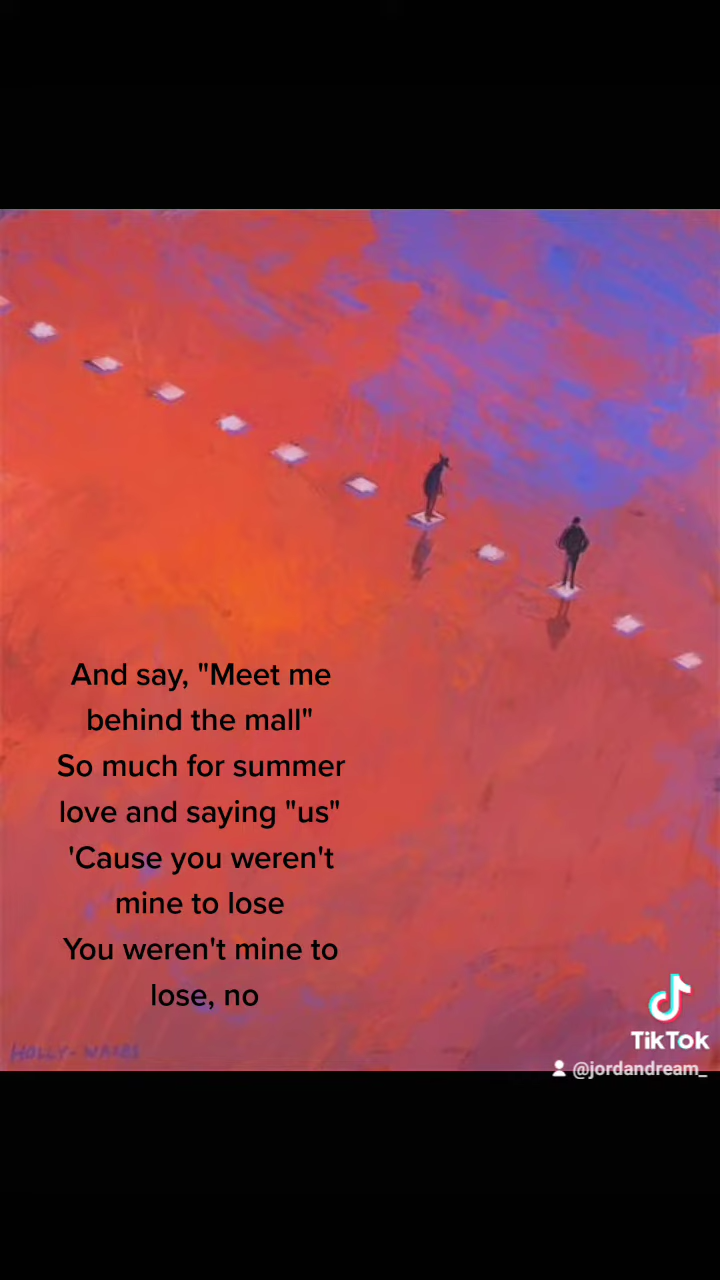 And say, "Meet me
behind the mall"
So much for summer
love and saying "us"
'Cause you weren't
mine to lose
You weren't mine to
lose, no
HOLLY-
TikTok
@jordandream_